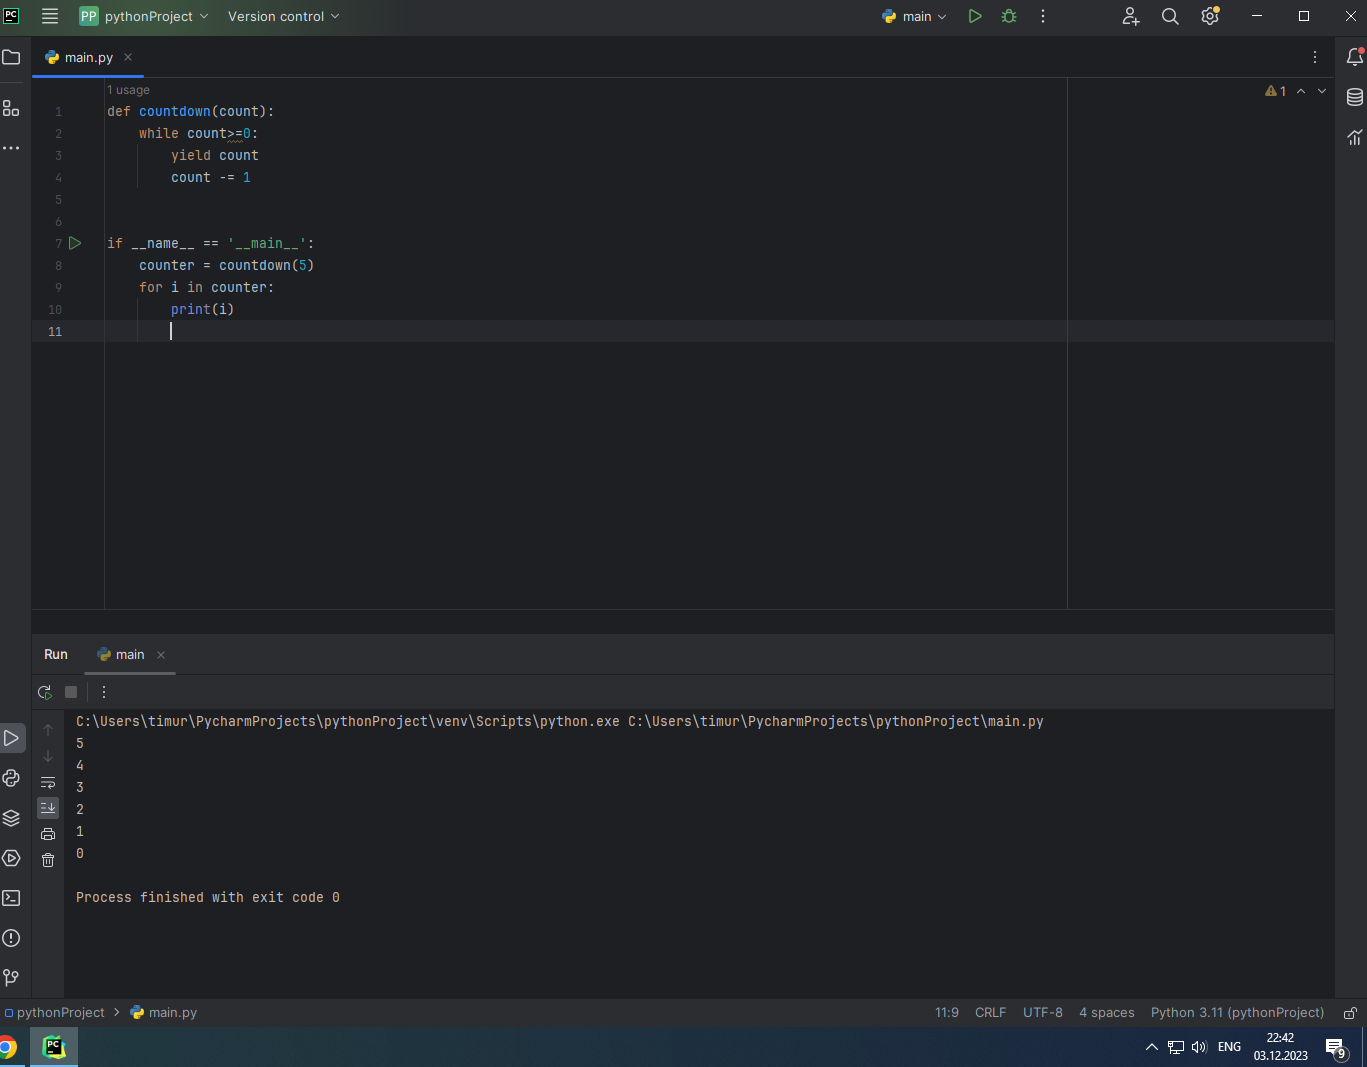 PC
PP pythonProject Version control main
main.py
1 usage
1
1 def countdown(count):
2 while count>=0:
3 yield count
4 count -= 1
5
6
7 if __name__ == '__main__':
8 counter = countdown(5)
9 for i in counter:
10 print(i)
11
Run main
C:\Users\timur\PycharmProjects\pythonProject\venv\Scripts\python.exe C:\Users\timur\PycharmProjects\pythonProject\main.py
5
4
3
2
1
0
Process finished with exit code 0
pythonProject main.py 11:9 CRLF UTF-8 4 spaces Python 3.11 (pythonProject)
PC
ENG
22:42
03.12.2023
9